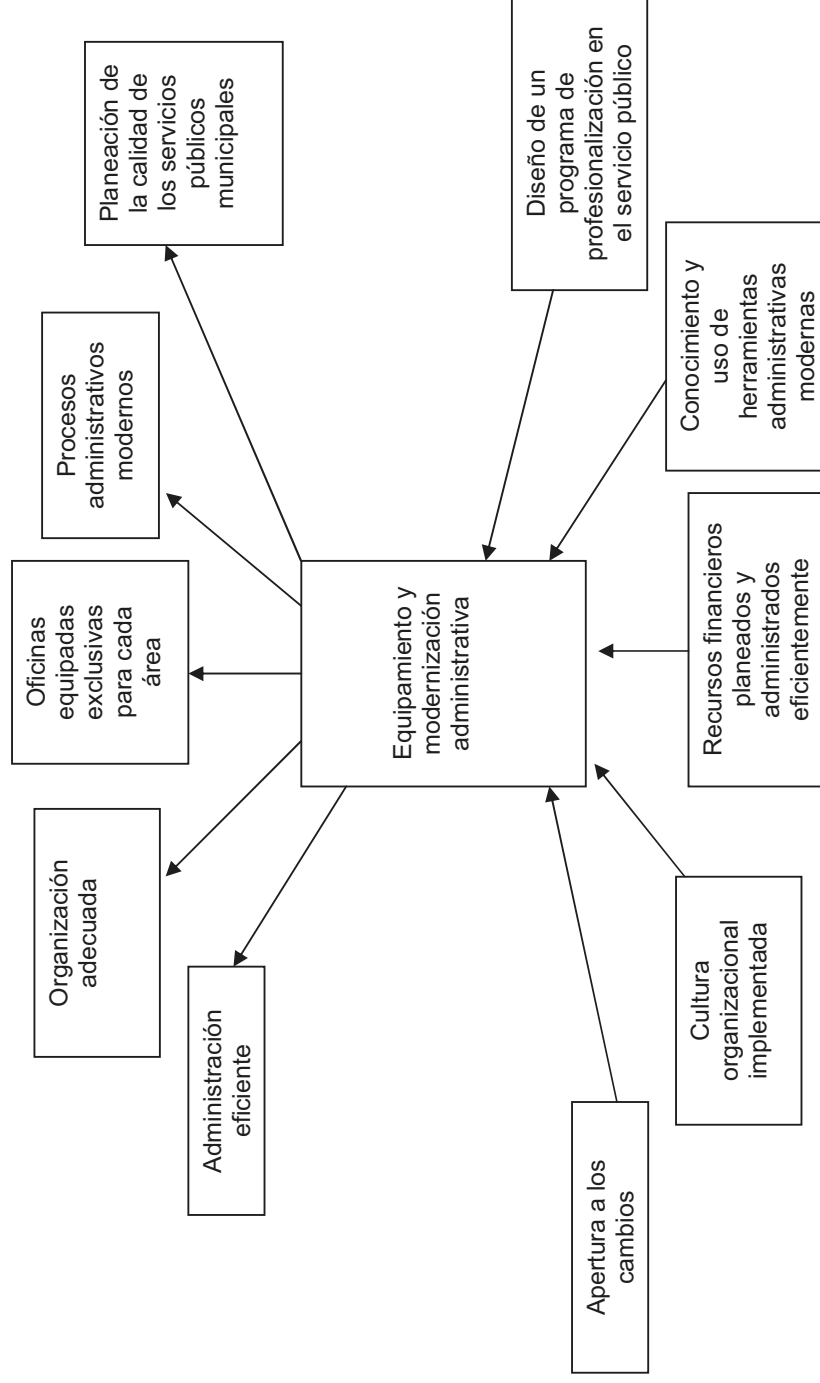 Administración
eficiente
Organización
adecuada
Oficinas
equipadas
exclusivas
para cada
área
Procesos
administrativos
modernos
Planeación de
la calidad de
los servicios
públicos
municipales
Equipamiento y
modernización
administrativa
Apertura a los
cambios
Cultura
organizacional
implementada
Recursos financieros
planeados y
administrados
eficientemente
Conocimiento y
uso de
herramientas
administrativas
modernas
Diseño de un
programa de
profesionalización en
el servicio público